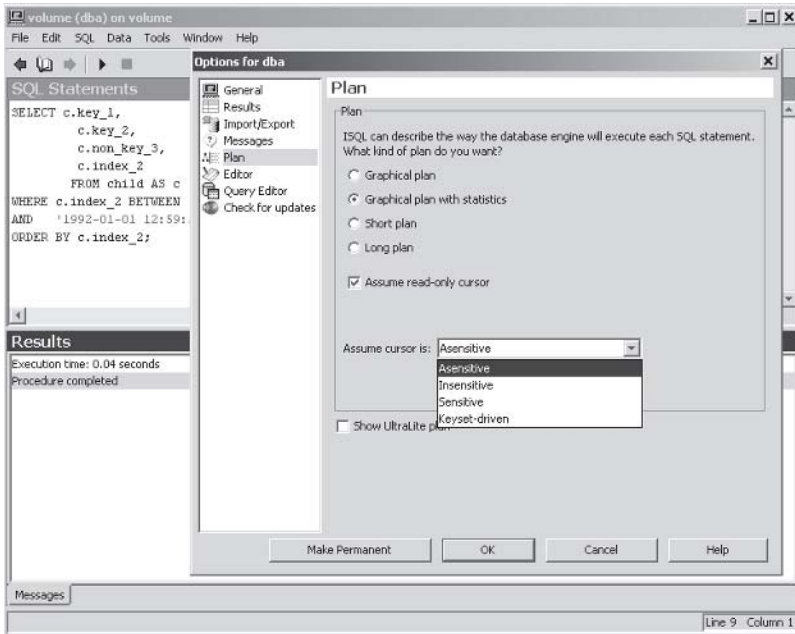 volume (dba) on volume
File Edit SQL Data Tools Window Help
SQL Statements
SELECT c.key_1,
c.key_2,
c.non_key_3,
c.index_2
FROM child AS c
WHERE c.index_2 BETWEEN
AND '1992-01-01 12:59:
ORDER BY c.index_2;
Results
Execution time: 0.04 seconds
Procedure completed
Messages
Line 9 Column 1
Options for dba
General
Results
Import/Export
Messages
Plan
Editor
Query Editor
Check for updates
Plan
Plan
ISQL can describe the way the database engine will execute each SQL statement.
What kind of plan do you want?
Graphical plan
Graphical plan with statistics
Short plan
Long plan
Assume read-only cursor
Assume cursor is: Asensitive
Asensitive
Insensitive
Sensitive
Keyset-driven
Show UltraLite plan
Make Permanent OK Cancel Help